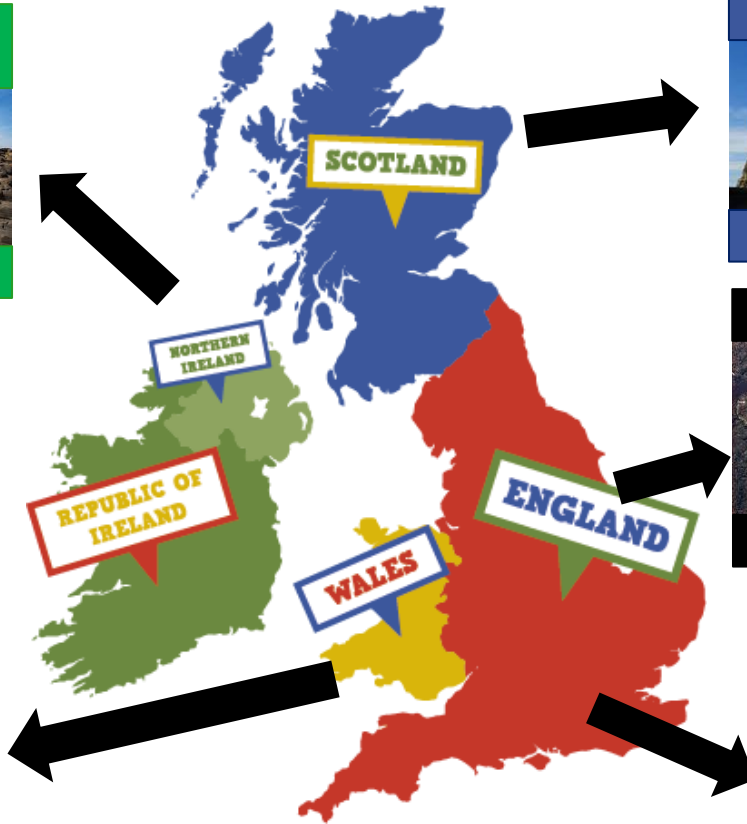 SCOTLAND
NORTHERN
IRELAND
REPUBLIC OF
IRELAND
ENGLAND
WALES